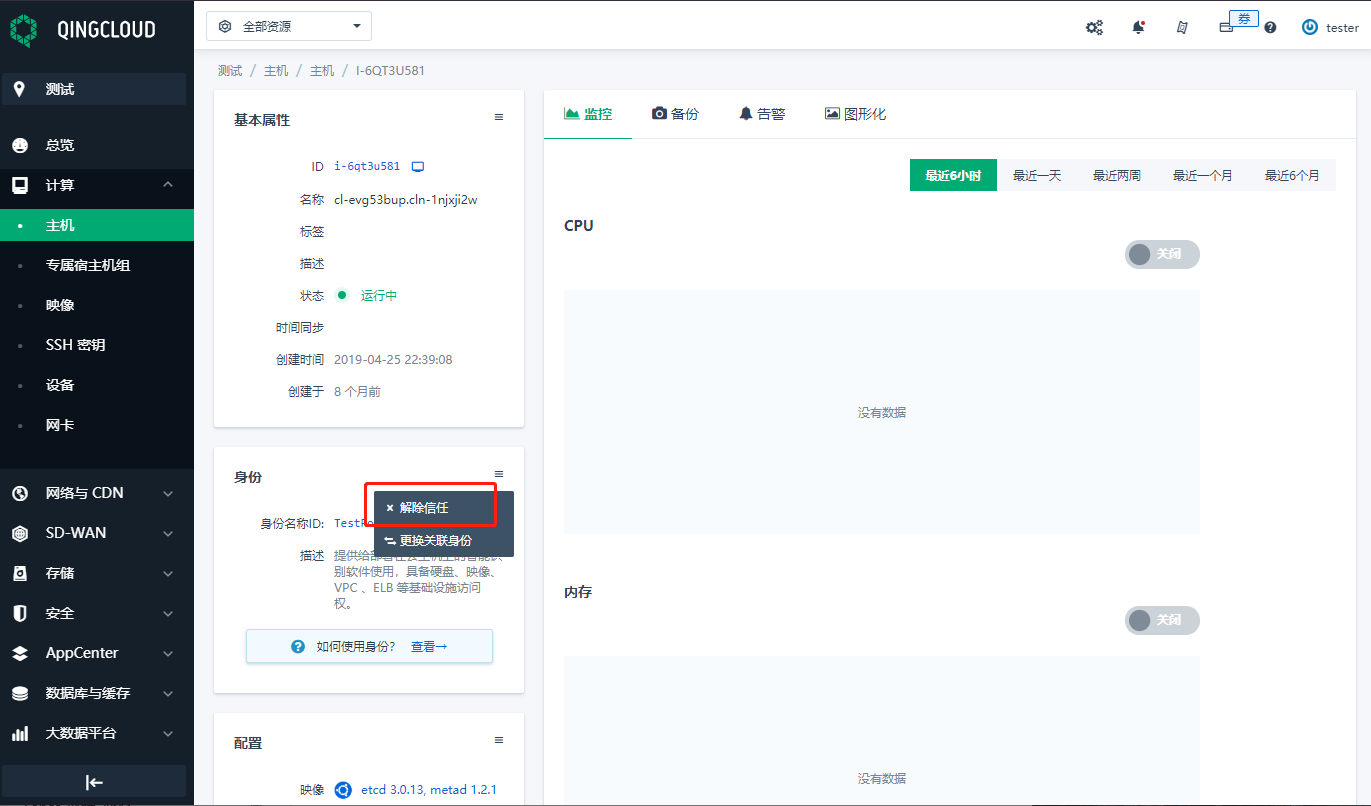 QINGCLOUD
全部资源
券
tester
测试
总览
计算
主机
专属宿主机组
映像
SSH 密钥
设备
网卡
网络与 CDN
SD-WAN
存储
安全
AppCenter
数据库与缓存
大数据平台
测试 / 主机 / 主机 / I-6QT3U581
基本属性
ID i-6qt3u581
名称 cl-evg53bup.cln-1njxji2w
标签
描述
状态 运行中
时间同步
创建时间 2019-04-25 22:39:08
创建于 8 个月前
身份
解除信任
身份名称ID:
更换关联身份
描述
别软件使用，具备硬盘、映像、
VPC 、ELB 等基础设施访问
权。
如何使用身份？ 查看→
配置
映像 etcd 3.0.13, metad 1.2.1
监控 备份 告警 图形化
最近6小时 最近一天 最近两周 最近一个月 最近6个月
CPU
关闭
没有数据
内存
关闭
没有数据